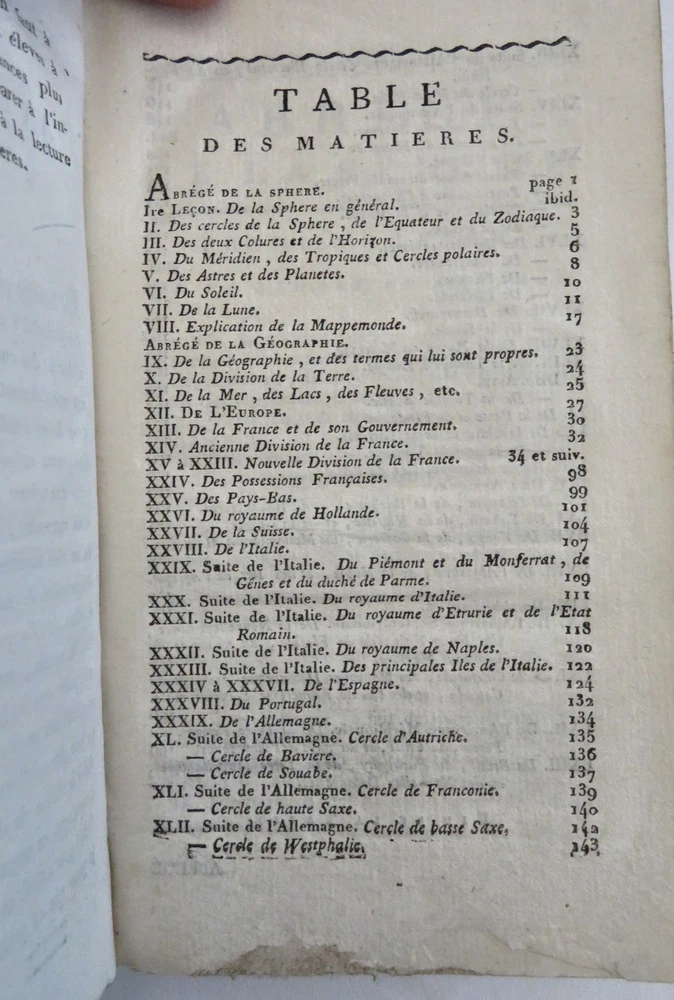 tant à
éleves à
plus
à l'in-
à la lecture
TABLE
DES MATIERES.
ABRÉGÉ DE LA SPHERE. page 1
Ire LEÇON. De la Sphere en général. ibid.
II. Des cercles de la Sphere, de l'Equateur et du Zodiaque. 3
III. Des deux Colures et de l'Horizon. 5
IV. Du Méridien, des Tropiques et Cercles polaires. 6
V. Des Astres et des Planetes. 8
VI. Du Soleil. 10
VII. De la Lune. 11
VIII. Explication de la Mappemonde. 17
ABRÉGÉ DE LA GÉOGRAPHIE.
IX. De la Géographie, et des termes qui lui sont propres. 23
X. De la Division de la Terre. 24
XI. De la Mer, des Lacs, des Fleuves, etc. 25
XII. DE L'EUROPE. 27
XIII. De la France et de son Gouvernement. 30
XIV. Ancienne Division de la France. 32
XV à XXIII. Nouvelle Division de la France. 34 et suiv.
XXIV. Des Possessions Françaises. 98
XXV. Des Pays-Bas. 99
XXVI. Du royaume de Hollande. 101
XXVII. De la Suisse. 104
XXVIII. De l'Italie. 107
XXIX. Suite de l'Italie. Du Piémont et du Monferrat, de
Génes et du duché de Parme. 109
XXX. Suite de l'Italie. Du royaume d'Italie. 111
XXXI. Suite de l'Italie. Du royaume d'Etrurie et de l'Etat
Romain. 118
XXXII. Suite de l'Italie. Du royaume de Naples. 120
XXXIII. Suite de l'Italie. Des principales Iles de l'Italie. 122
XXXIV à XXXVII. De l'Espagne. 124
XXXVIII. Du Portugal. 132
XXXIX. De l'Allemagne. 134
XL. Suite de l'Allemagne. Cercle d'Autriche. 135
— Cercle de Baviere. 136
— Cercle de Souabe. 137
XLI. Suite de l'Allemagne. Cercle de Franconie. 139
— Cercle de haute Saxe. 140
XLII. Suite de l'Allemagne. Cercle de basse Saxe. 142
— Cercle de Westphalie. 143